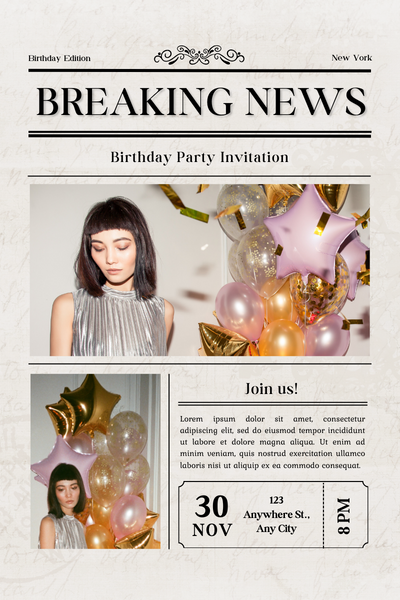 Birthday Edition
New York
BREAKING NEWS
Birthday Party Invitation
Join us!
Lorem ipsum dolor sit amet, consectetur
adipiscing elit, sed do eiusmod tempor incididunt
ut labore et dolore magna aliqua. Ut enim ad
minim veniam, quis nostrud exercitation ullamco
laboris nisi ut aliquip ex ea commodo consequat.
30
NOV
123
Anywhere St.,
Any City
8 PM